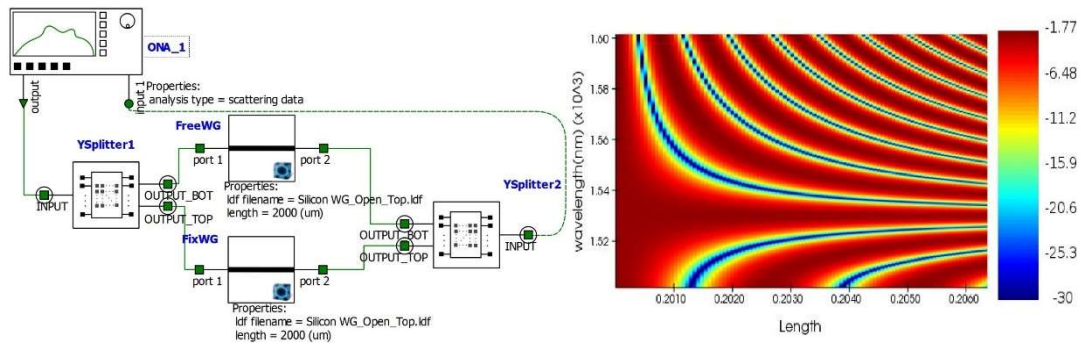 ONA_1
output
input 1
Properties:
analysis type = scattering data
YSplitter1
INPUT
OUTPUT_BOT
OUTPUT_TOP
FreeWG
port 1
port 2
Properties:
ldf filename = Silicon WG_Open_Top.ldf
length = 2000 (um)
FixWG
port 1
port 2
Properties:
ldf filename = Silicon WG_Open_Top.ldf
length = 2000 (um)
YSplitter2
OUTPUT_BOT
OUTPUT_TOP
INPUT
wavelength(nm) (x10^3)
1.60
1.58
1.56
1.54
1.52
0.2010
0.2020
0.2030
0.2040
0.2050
0.2060
Length
-1.77
-6.48
-11.2
-15.9
-20.6
-25.3
-30